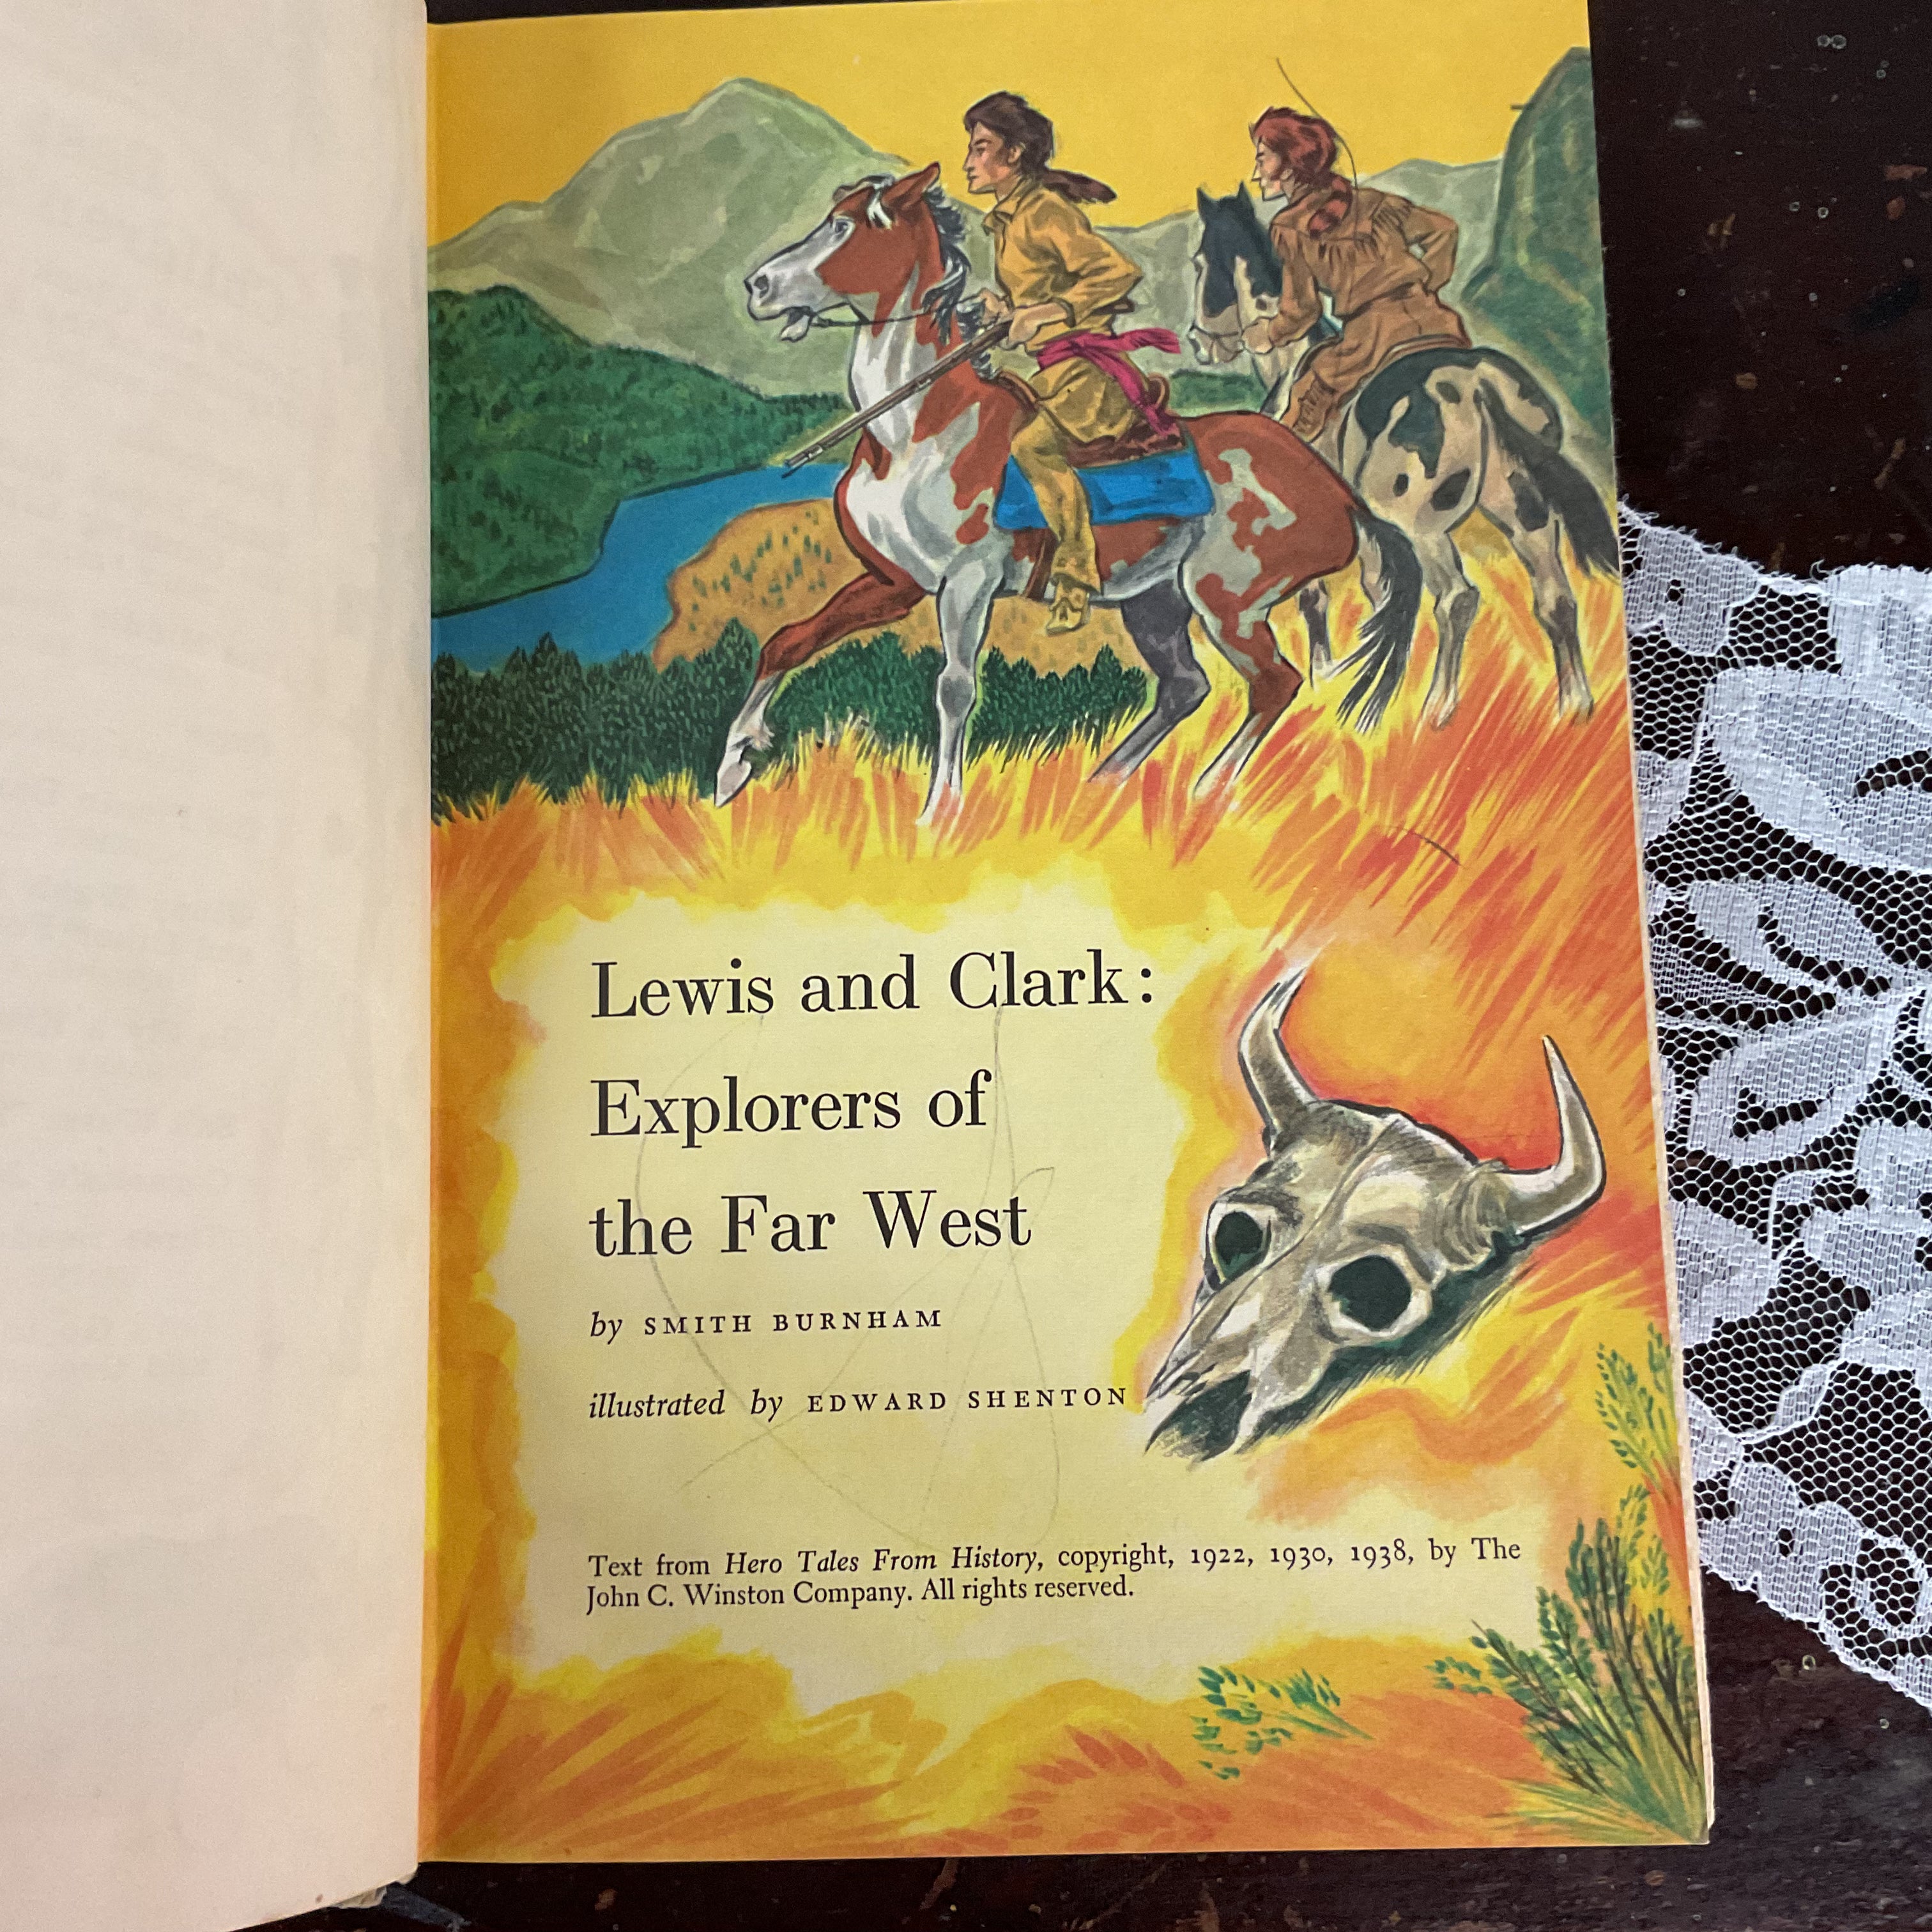 Lewis and Clark:
Explorers of
the Far West
by SMITH BURNHAM
illustrated by EDWARD SHENTON
Text from Hero Tales From History, copyright, 1922, 1930, 1938, by The
John C. Winston Company. All rights reserved.